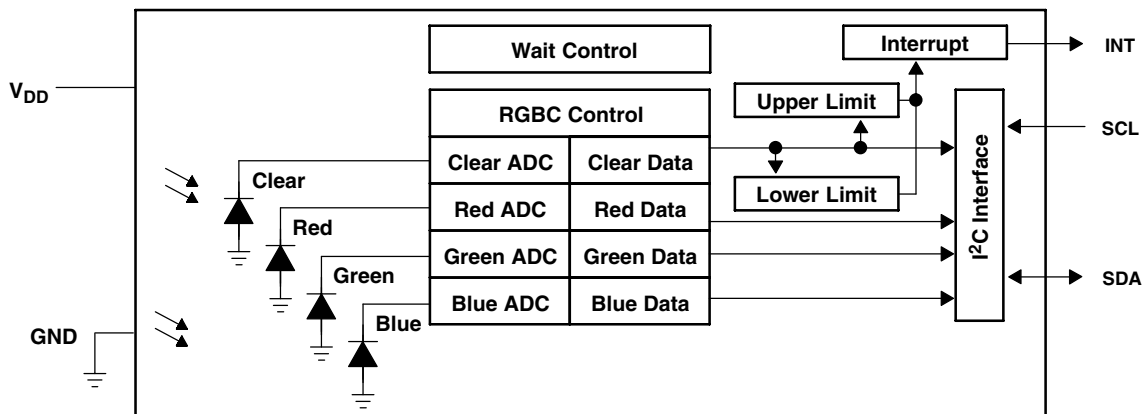 Wait Control
Interrupt
INT
V_DD
RGBC Control
Upper Limit
SCL
Clear
Clear ADC
Clear Data
Lower Limit
I²C Interface
Red
Red ADC
Red Data
Green
Green ADC
Green Data
SDA
Blue
Blue ADC
Blue Data
GND